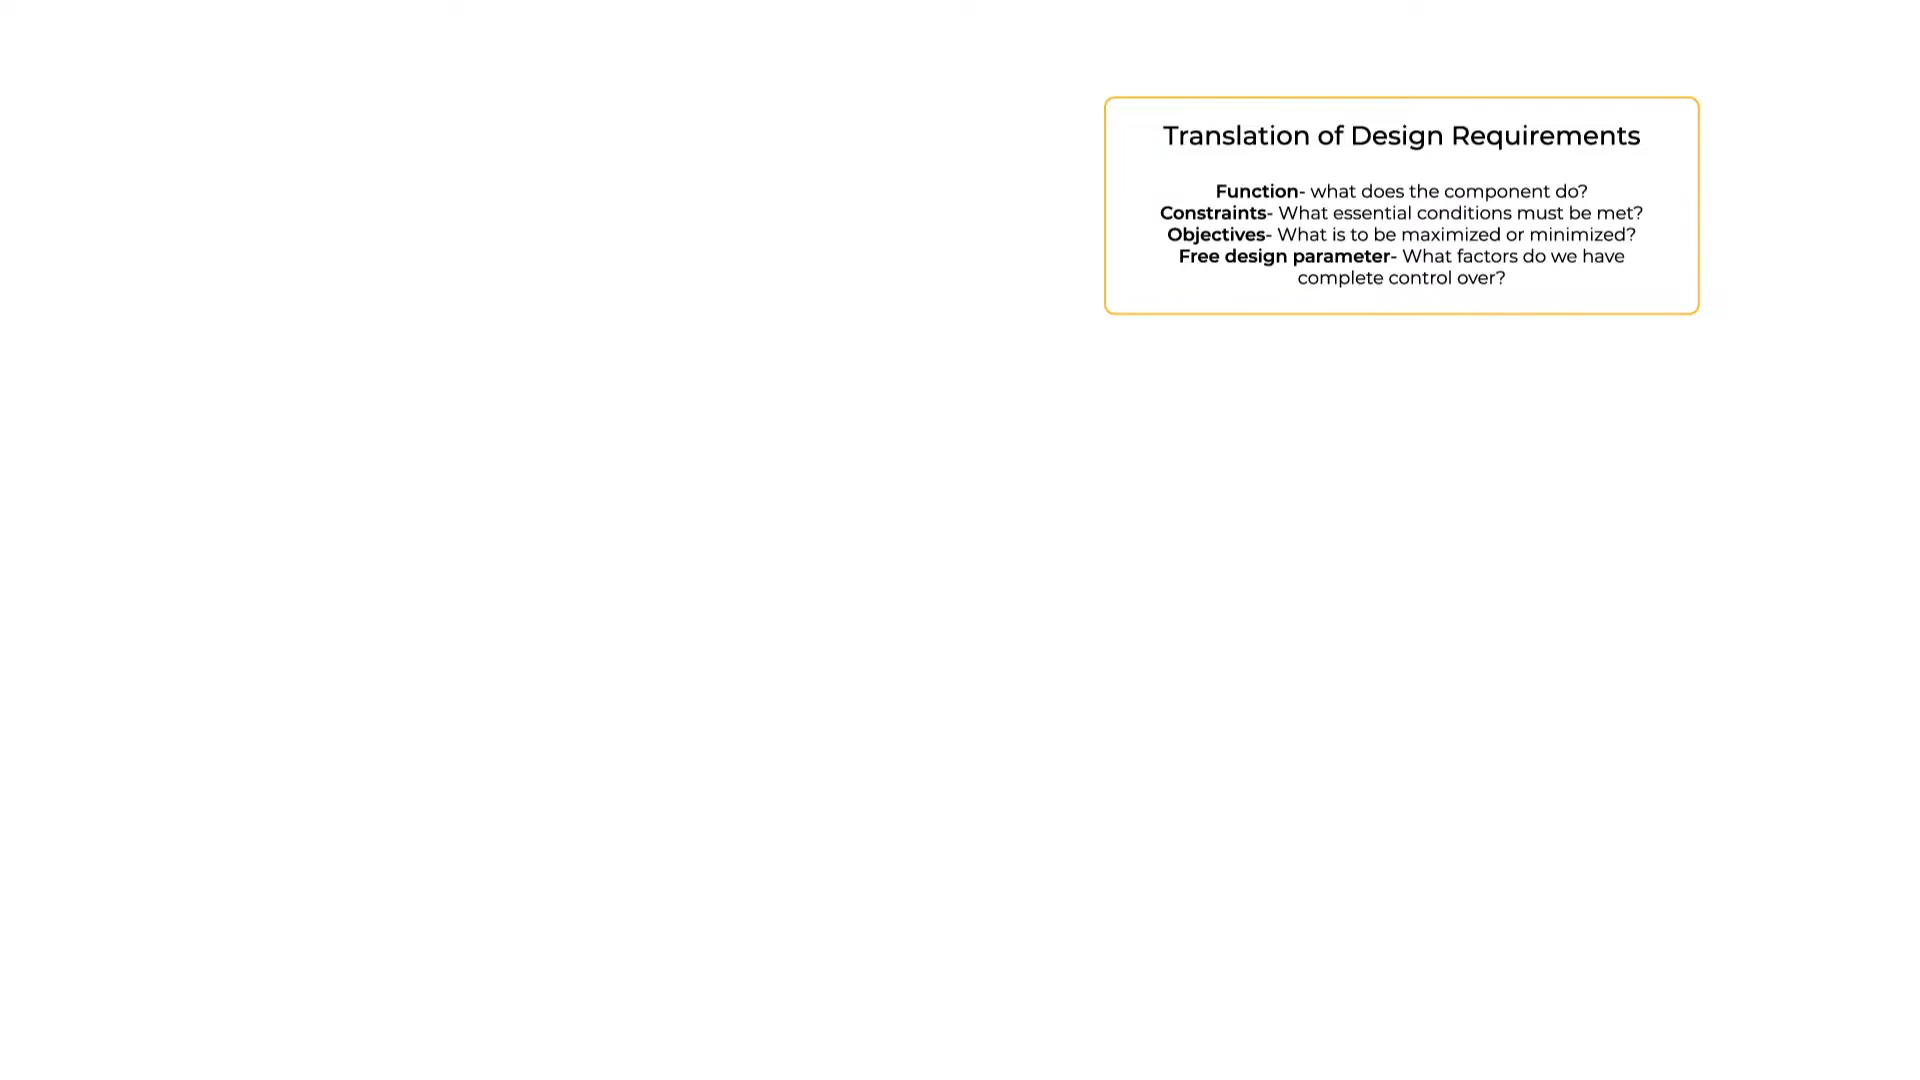 Translation of Design Requirements
Function- what does the component do?
Constraints- What essential conditions must be met?
Objectives- What is to be maximized or minimized?
Free design parameter- What factors do we have
complete control over?